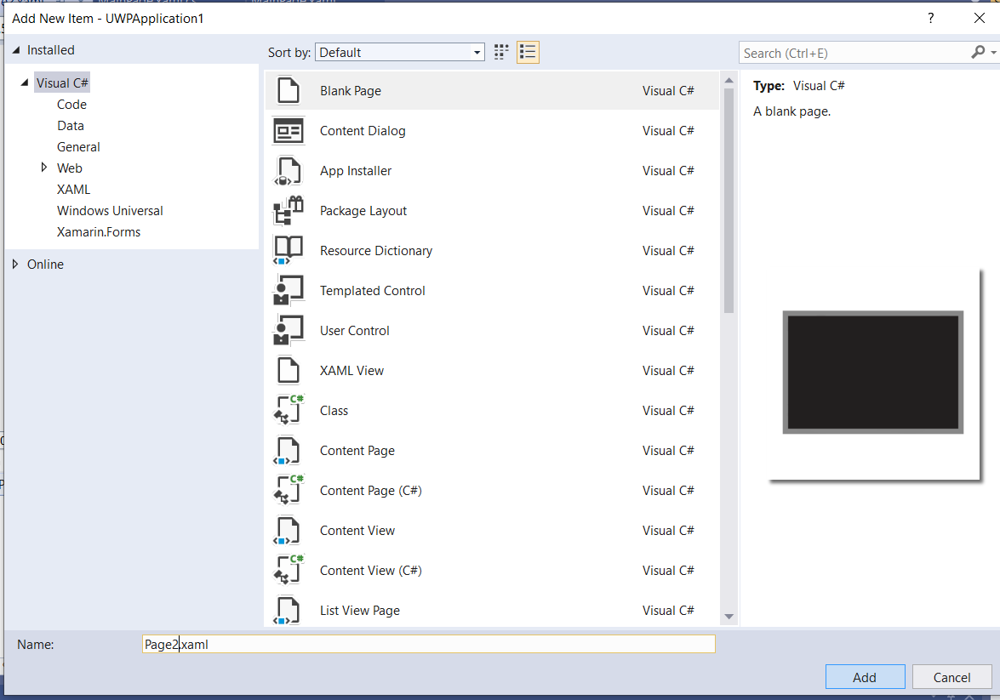 Add New Item - UWPApplication1
?
Installed
Sort by: Default
Search (Ctrl+E)
Visual C#
Code
Data
General
Web
XAML
Windows Universal
Xamarin.Forms
Online
Blank Page Visual C#
Content Dialog Visual C#
App Installer Visual C#
Package Layout Visual C#
Resource Dictionary Visual C#
Templated Control Visual C#
User Control Visual C#
XAML View Visual C#
C# Class Visual C#
Content Page Visual C#
C# Content Page (C#) Visual C#
Content View Visual C#
C# Content View (C#) Visual C#
List View Page Visual C#
Type: Visual C#
A blank page.
Name: Page2.xaml
Add Cancel